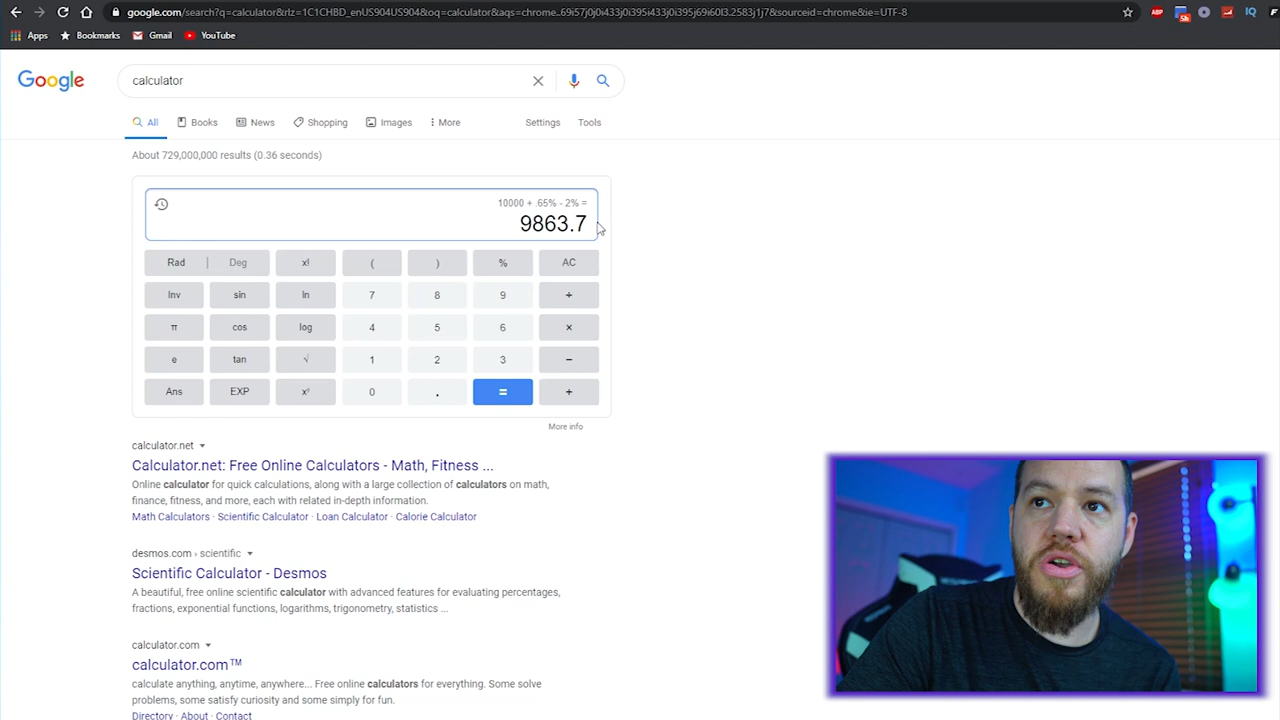 google.com/search?q=calculator&rlz=1C1CHBD_enUS904US904&oq=calculator&aqs=chrome..69i57j0j0i433j0i395i433j0i395j69i60l3.2583j1j7&sourceid=chrome&ie=UTF-8
ABP
Sh
IQ
Apps Bookmarks Gmail YouTube
Google calculator
All Books News Shopping Images More Settings Tools
About 729,000,000 results (0.36 seconds)
10000 + .65% - 2% =
9863.7
Rad | Deg x! ( ) % AC
Inv sin ln 7 8 9 ÷
π cos log 4 5 6 ×
e tan √ 1 2 3 −
Ans EXP xʸ 0 . = +
More info
calculator.net
Calculator.net: Free Online Calculators - Math, Fitness ...
Online calculator for quick calculations, along with a large collection of calculators on math,
finance, fitness, and more, each with related in-depth information.
Math Calculators · Scientific Calculator · Loan Calculator · Calorie Calculator
desmos.com › scientific
Scientific Calculator - Desmos
A beautiful, free online scientific calculator with advanced features for evaluating percentages,
fractions, exponential functions, logarithms, trigonometry, statistics ...
calculator.com
calculator.com™
calculate anything, anytime, anywhere... Free online calculators for everything. Some solve
problems, some satisfy curiosity and some simply for fun.
Directory · About · Contact